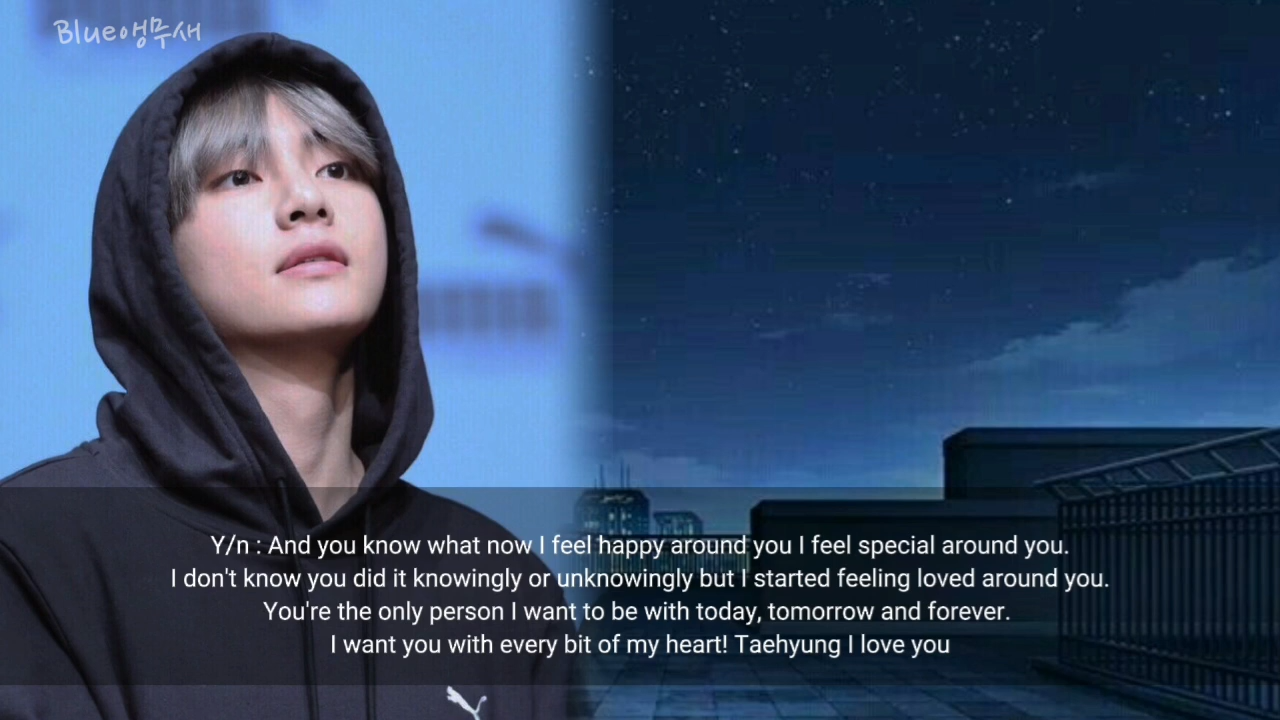 Blue앵무새
Y/n : And you know what now I feel happy around you I feel special around you.
I don't know you did it knowingly or unknowingly but I started feeling loved around you.
You're the only person I want to be with today, tomorrow and forever.
I want you with every bit of my heart! Taehyung I love you